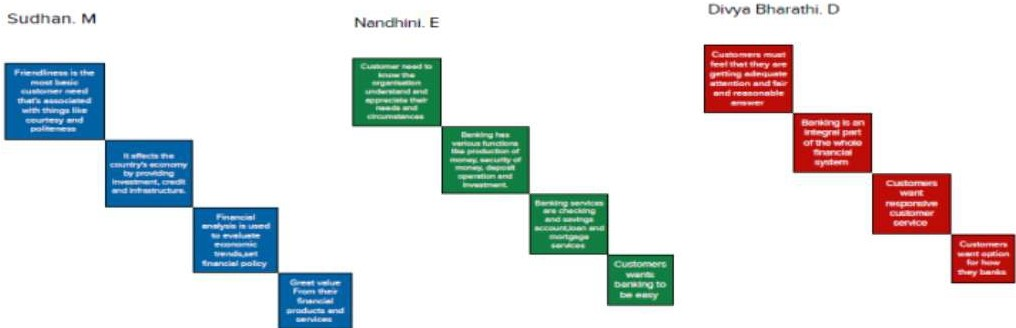 Sudhan. M
Friendliness is the
most basic
customer need
that's associated
with things like
courtesy and
politeness
It effects the
country's economy
by providing
investment, credit
and infrastructure.
Financial
analysis is used
to evaluate
economic
trends,set
financial policy
Great value
From their
financial
products and
services
Nandhini. E
Customer need to
know the
organisation
understand and
appreciate their
needs and
circumstances
Banking has
various functions
like production of
money, security of
money, deposit
operation and
investment.
Banking services
are checking
and savings
account,loan and
mortgage
services
Customers
wants
banking to
be easy
Divya Bharathi. D
Customers must
feel that they are
getting adequate
attention and fair
and reasonable
answer
Banking is an
integral part
of the whole
financial
system
Customers
want
responsive
customer
service
Customers
want option
for how
they banks